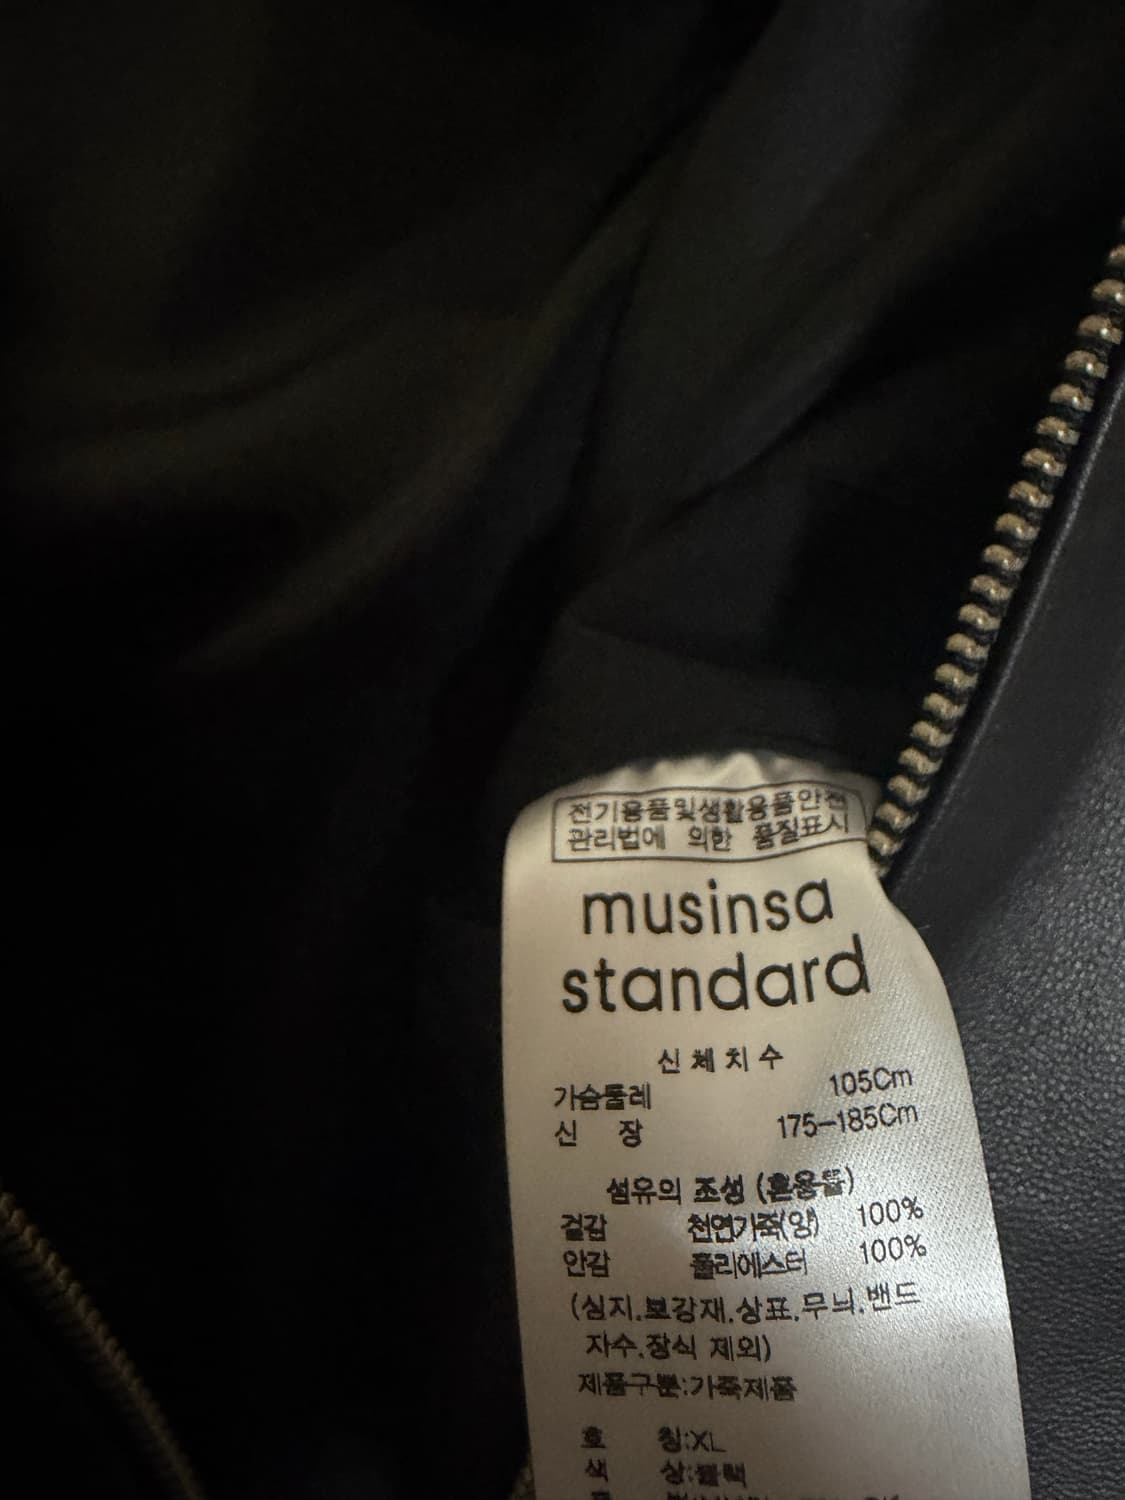 전기용품및생활용품안전
관리법에 의한 품질표시
musinsa
standard
신체치수
가슴둘레 105Cm
신 장 175-185Cm
섬유의 조성 (혼용률)
겉감 천연가죽(양) 100%
안감 폴리에스터 100%
(심지,보강재,상표,무늬,밴드
자수,장식 제외)
제품구분:가죽제품
호 칭:XL
색 상:블랙